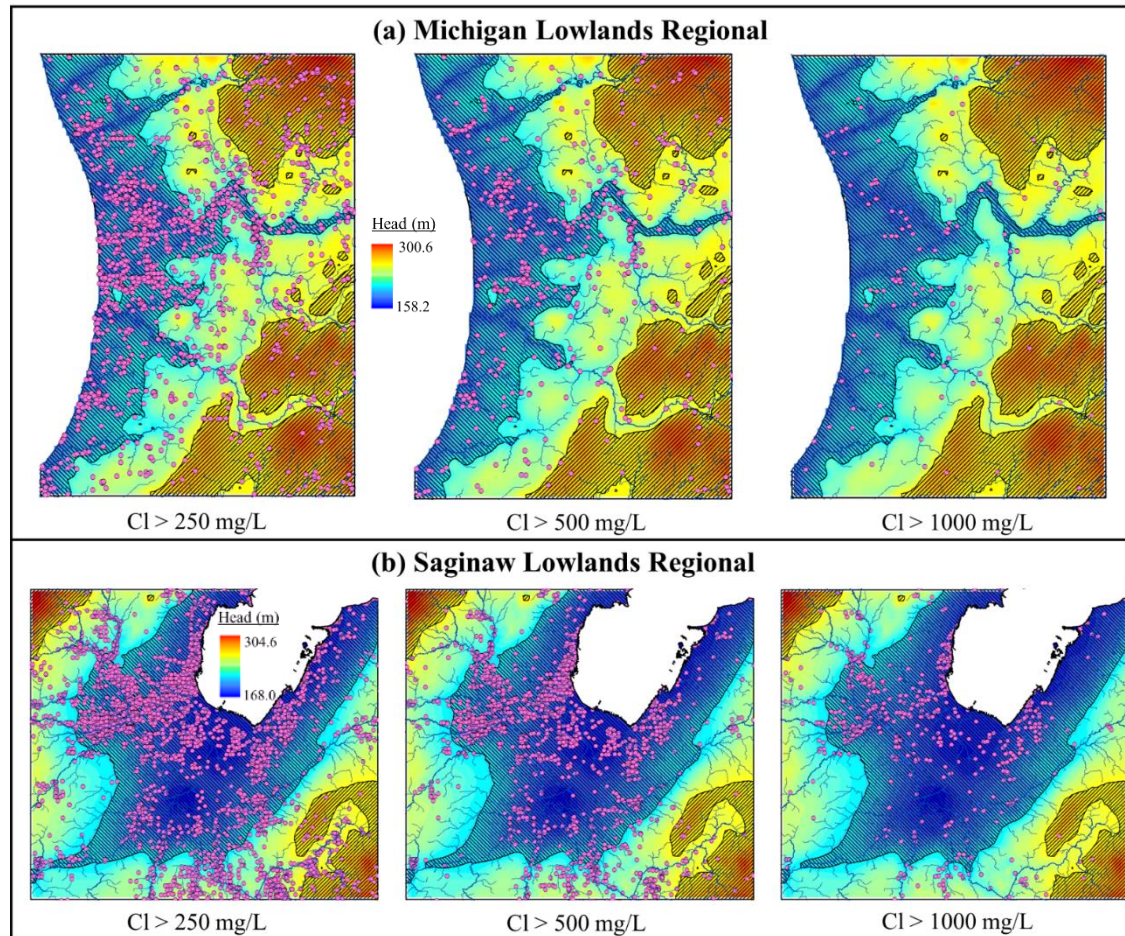 (a) Michigan Lowlands Regional
Head (m)
300.6
158.2
Cl > 250 mg/L
Cl > 500 mg/L
Cl > 1000 mg/L
(b) Saginaw Lowlands Regional
Head (m)
304.6
168.0
Cl > 250 mg/L
Cl > 500 mg/L
Cl > 1000 mg/L